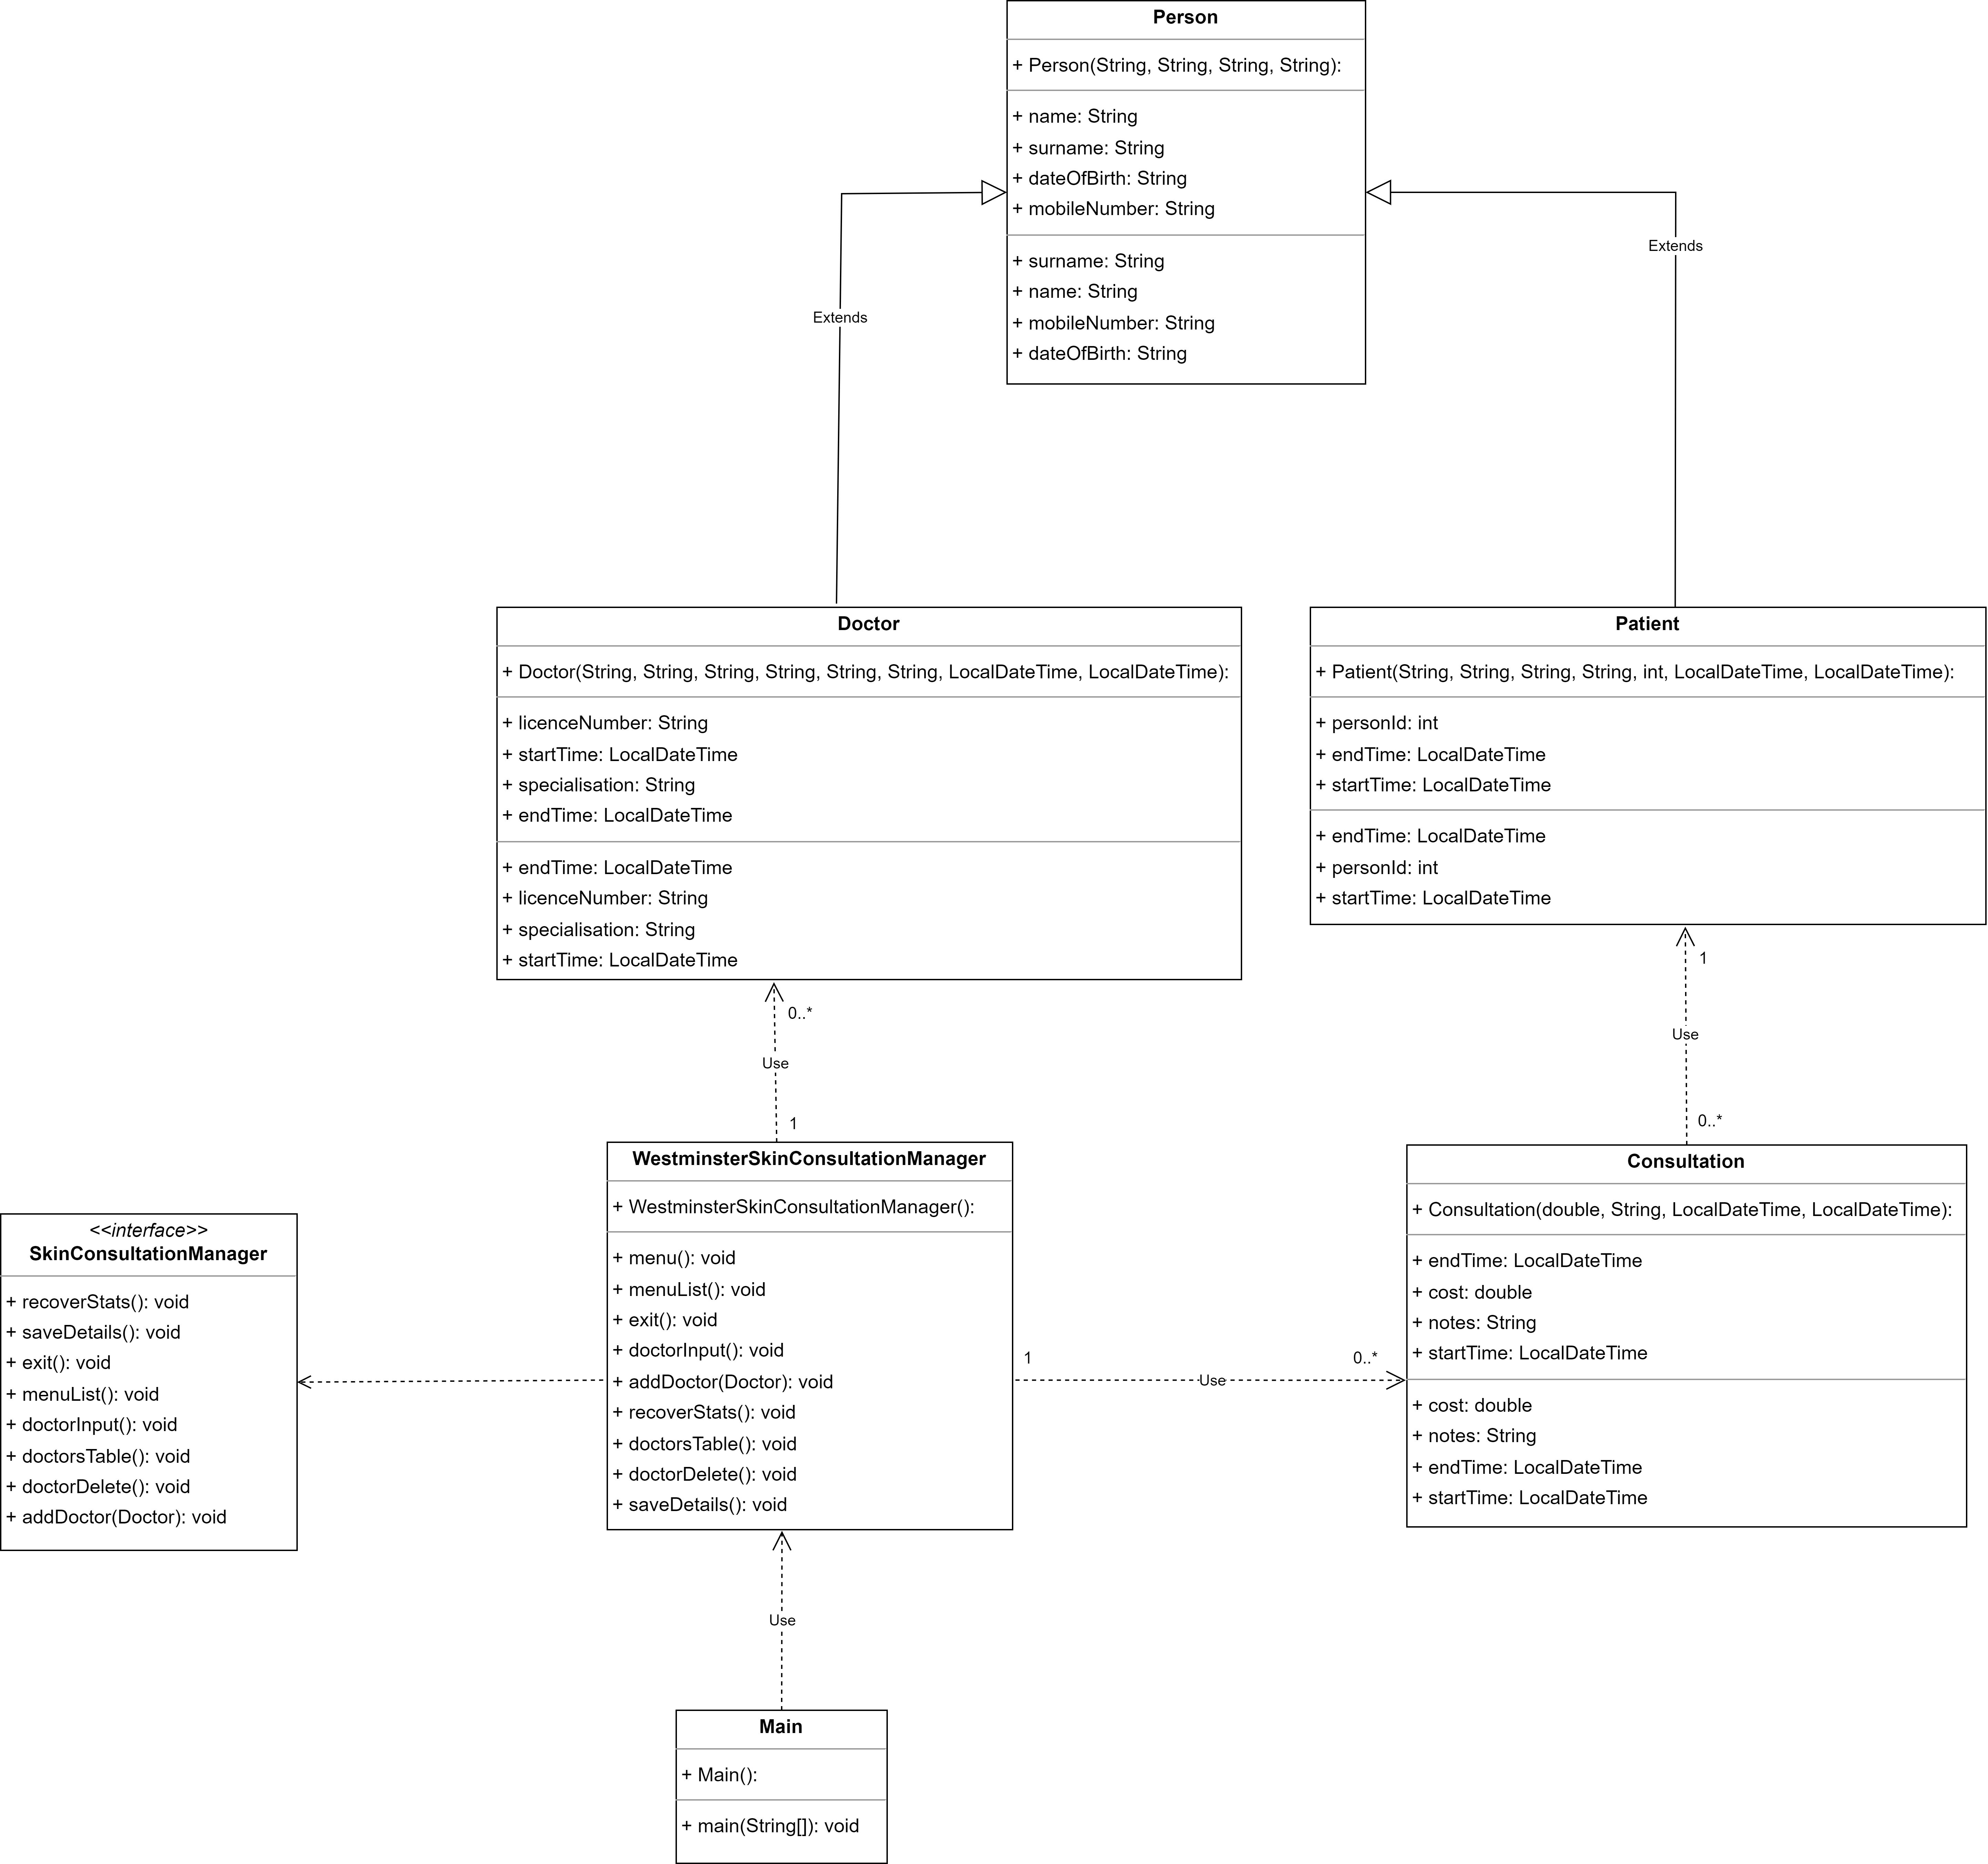 Person
+ Person(String, String, String, String):
+ name: String
+ surname: String
+ dateOfBirth: String
+ mobileNumber: String
+ surname: String
+ name: String
+ mobileNumber: String
+ dateOfBirth: String
Extends
Extends
Doctor
+ Doctor(String, String, String, String, String, String, LocalDateTime, LocalDateTime):
+ licenceNumber: String
+ startTime: LocalDateTime
+ specialisation: String
+ endTime: LocalDateTime
+ endTime: LocalDateTime
+ licenceNumber: String
+ specialisation: String
+ startTime: LocalDateTime
Patient
+ Patient(String, String, String, String, int, LocalDateTime, LocalDateTime):
+ personId: int
+ endTime: LocalDateTime
+ startTime: LocalDateTime
+ endTime: LocalDateTime
+ personId: int
+ startTime: LocalDateTime
0..*
Use
1
1
Use
0..*
<<interface>>
SkinConsultationManager
+ recoverStats(): void
+ saveDetails(): void
+ exit(): void
+ menuList(): void
+ doctorInput(): void
+ doctorsTable(): void
+ doctorDelete(): void
+ addDoctor(Doctor): void
WestminsterSkinConsultationManager
+ WestminsterSkinConsultationManager():
+ menu(): void
+ menuList(): void
+ exit(): void
+ doctorInput(): void
+ addDoctor(Doctor): void
+ recoverStats(): void
+ doctorsTable(): void
+ doctorDelete(): void
+ saveDetails(): void
1
Use
0..*
Consultation
+ Consultation(double, String, LocalDateTime, LocalDateTime):
+ endTime: LocalDateTime
+ cost: double
+ notes: String
+ startTime: LocalDateTime
+ cost: double
+ notes: String
+ endTime: LocalDateTime
+ startTime: LocalDateTime
Use
Main
+ Main():
+ main(String[]): void